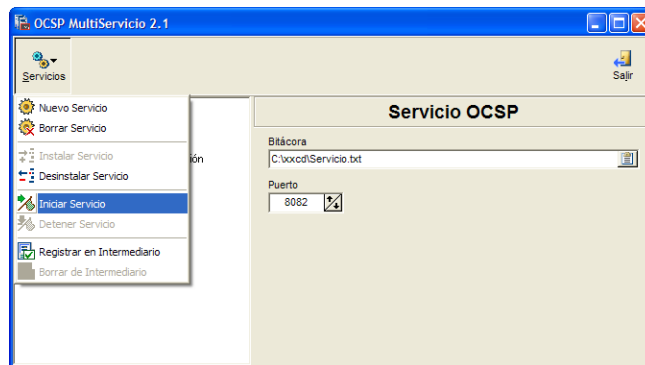 OCSP MultiServicio 2.1
Servicios
Salir
Nuevo Servicio
Borrar Servicio
Instalar Servicio
Desinstalar Servicio
Iniciar Servicio
Detener Servicio
Registrar en Intermediario
Borrar de Intermediario
ión
Servicio OCSP
Bitácora
C:\xxcd\Servicio.txt
Puerto
8082